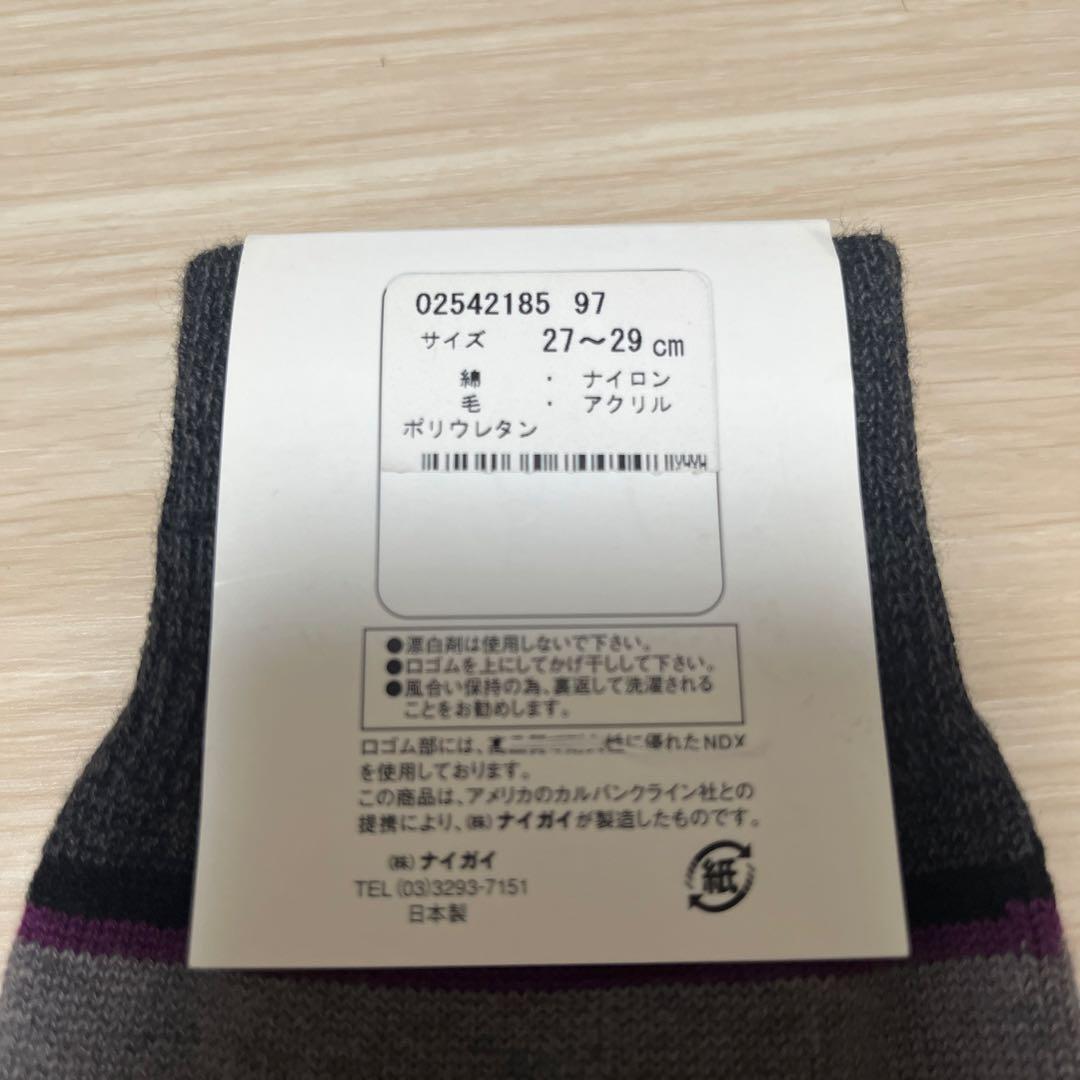 02542185 97
サイズ 27～29 cm
綿 ・ ナイロン
毛 ・ アクリル
ポリウレタン
●漂白剤は使用しないで下さい。
●口ゴムを上にしてかげ干しして下さい。
●風合い保持の為、裏返して洗濯される
ことをお勧めします。
口ゴム部には、に優れたNDX
を使用しております。
この商品は、アメリカのカルバンクライン社との
提携により、㈱ナイガイが製造したものです。
㈱ナイガイ
TEL (03)3293-7151
日本製
紙